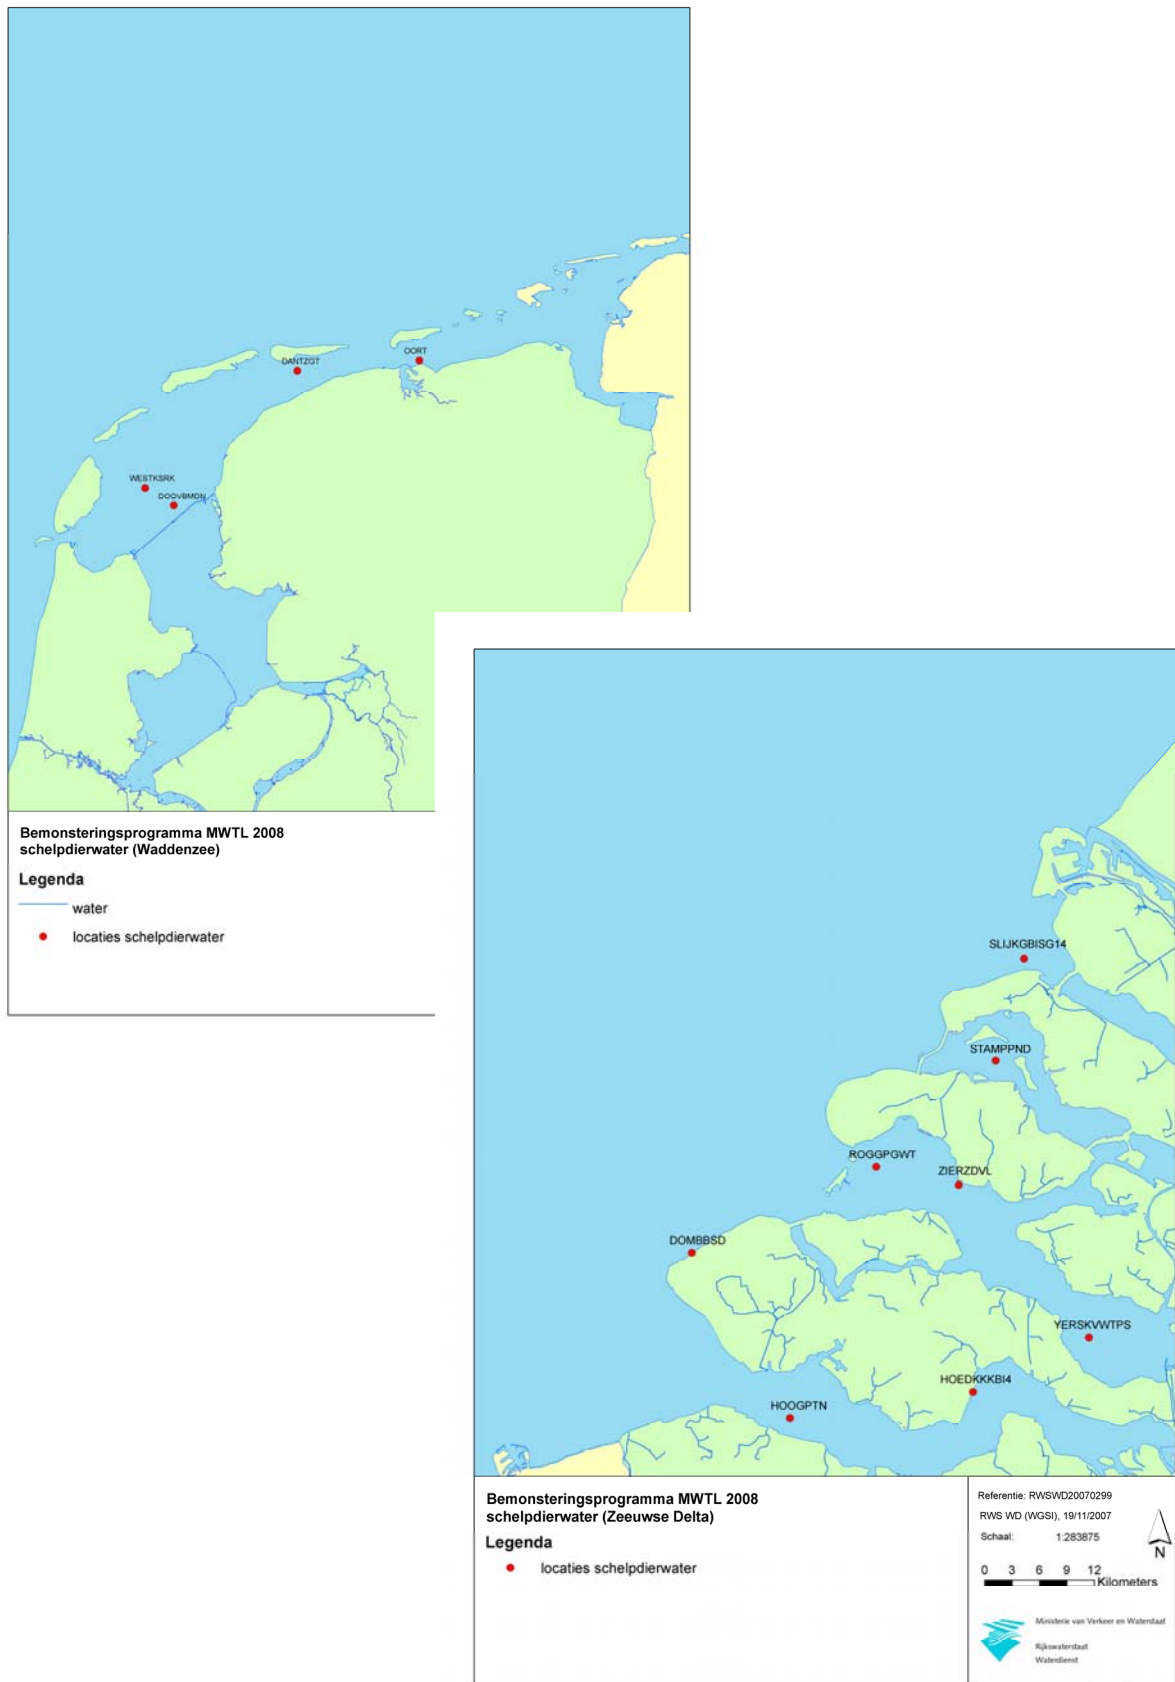 DANTZGT
OORT
WESTKSRK
DOOVBMDN
Bemonsteringsprogramma MWTL 2008
schelpdierwater (Waddenzee)
Legenda
water
locaties schelpdierwater
SLIJKGBISG14
STAMPPND
ROGGPGWT
ZIERZDVL
DOMBBSD
YERSKVWTPS
HOEDKKKBI4
HOOGPTN
Bemonsteringsprogramma MWTL 2008
schelpdierwater (Zeeuwse Delta)
Legenda
locaties schelpdierwater
Referentie: RWSWD20070299
RWS WD (WGSI), 19/11/2007
Schaal: 1:283875
N
0 3 6 9 12
Kilometers
Ministerie van Verkeer en Waterstaat
Rijkswaterstaat
Waterdienst